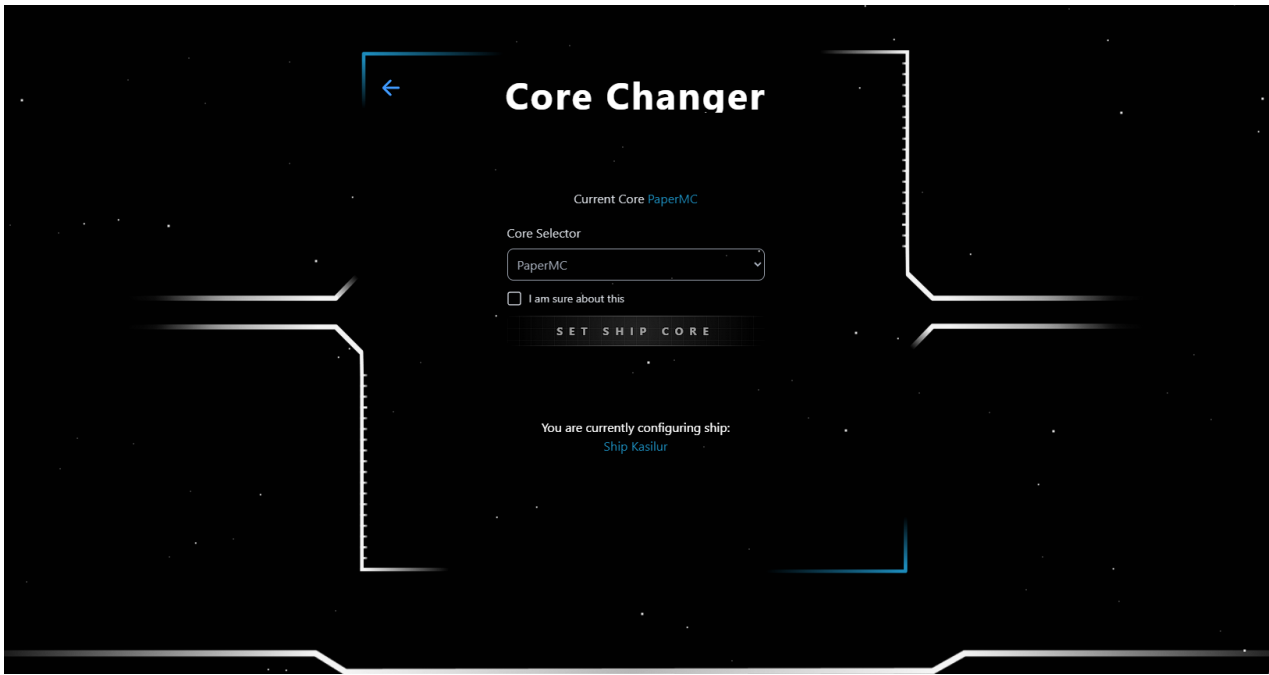 Core Changer
Current Core PaperMC
Core Selector
PaperMC
I am sure about this
SET SHIP CORE
You are currently configuring ship:
Ship Kasilur